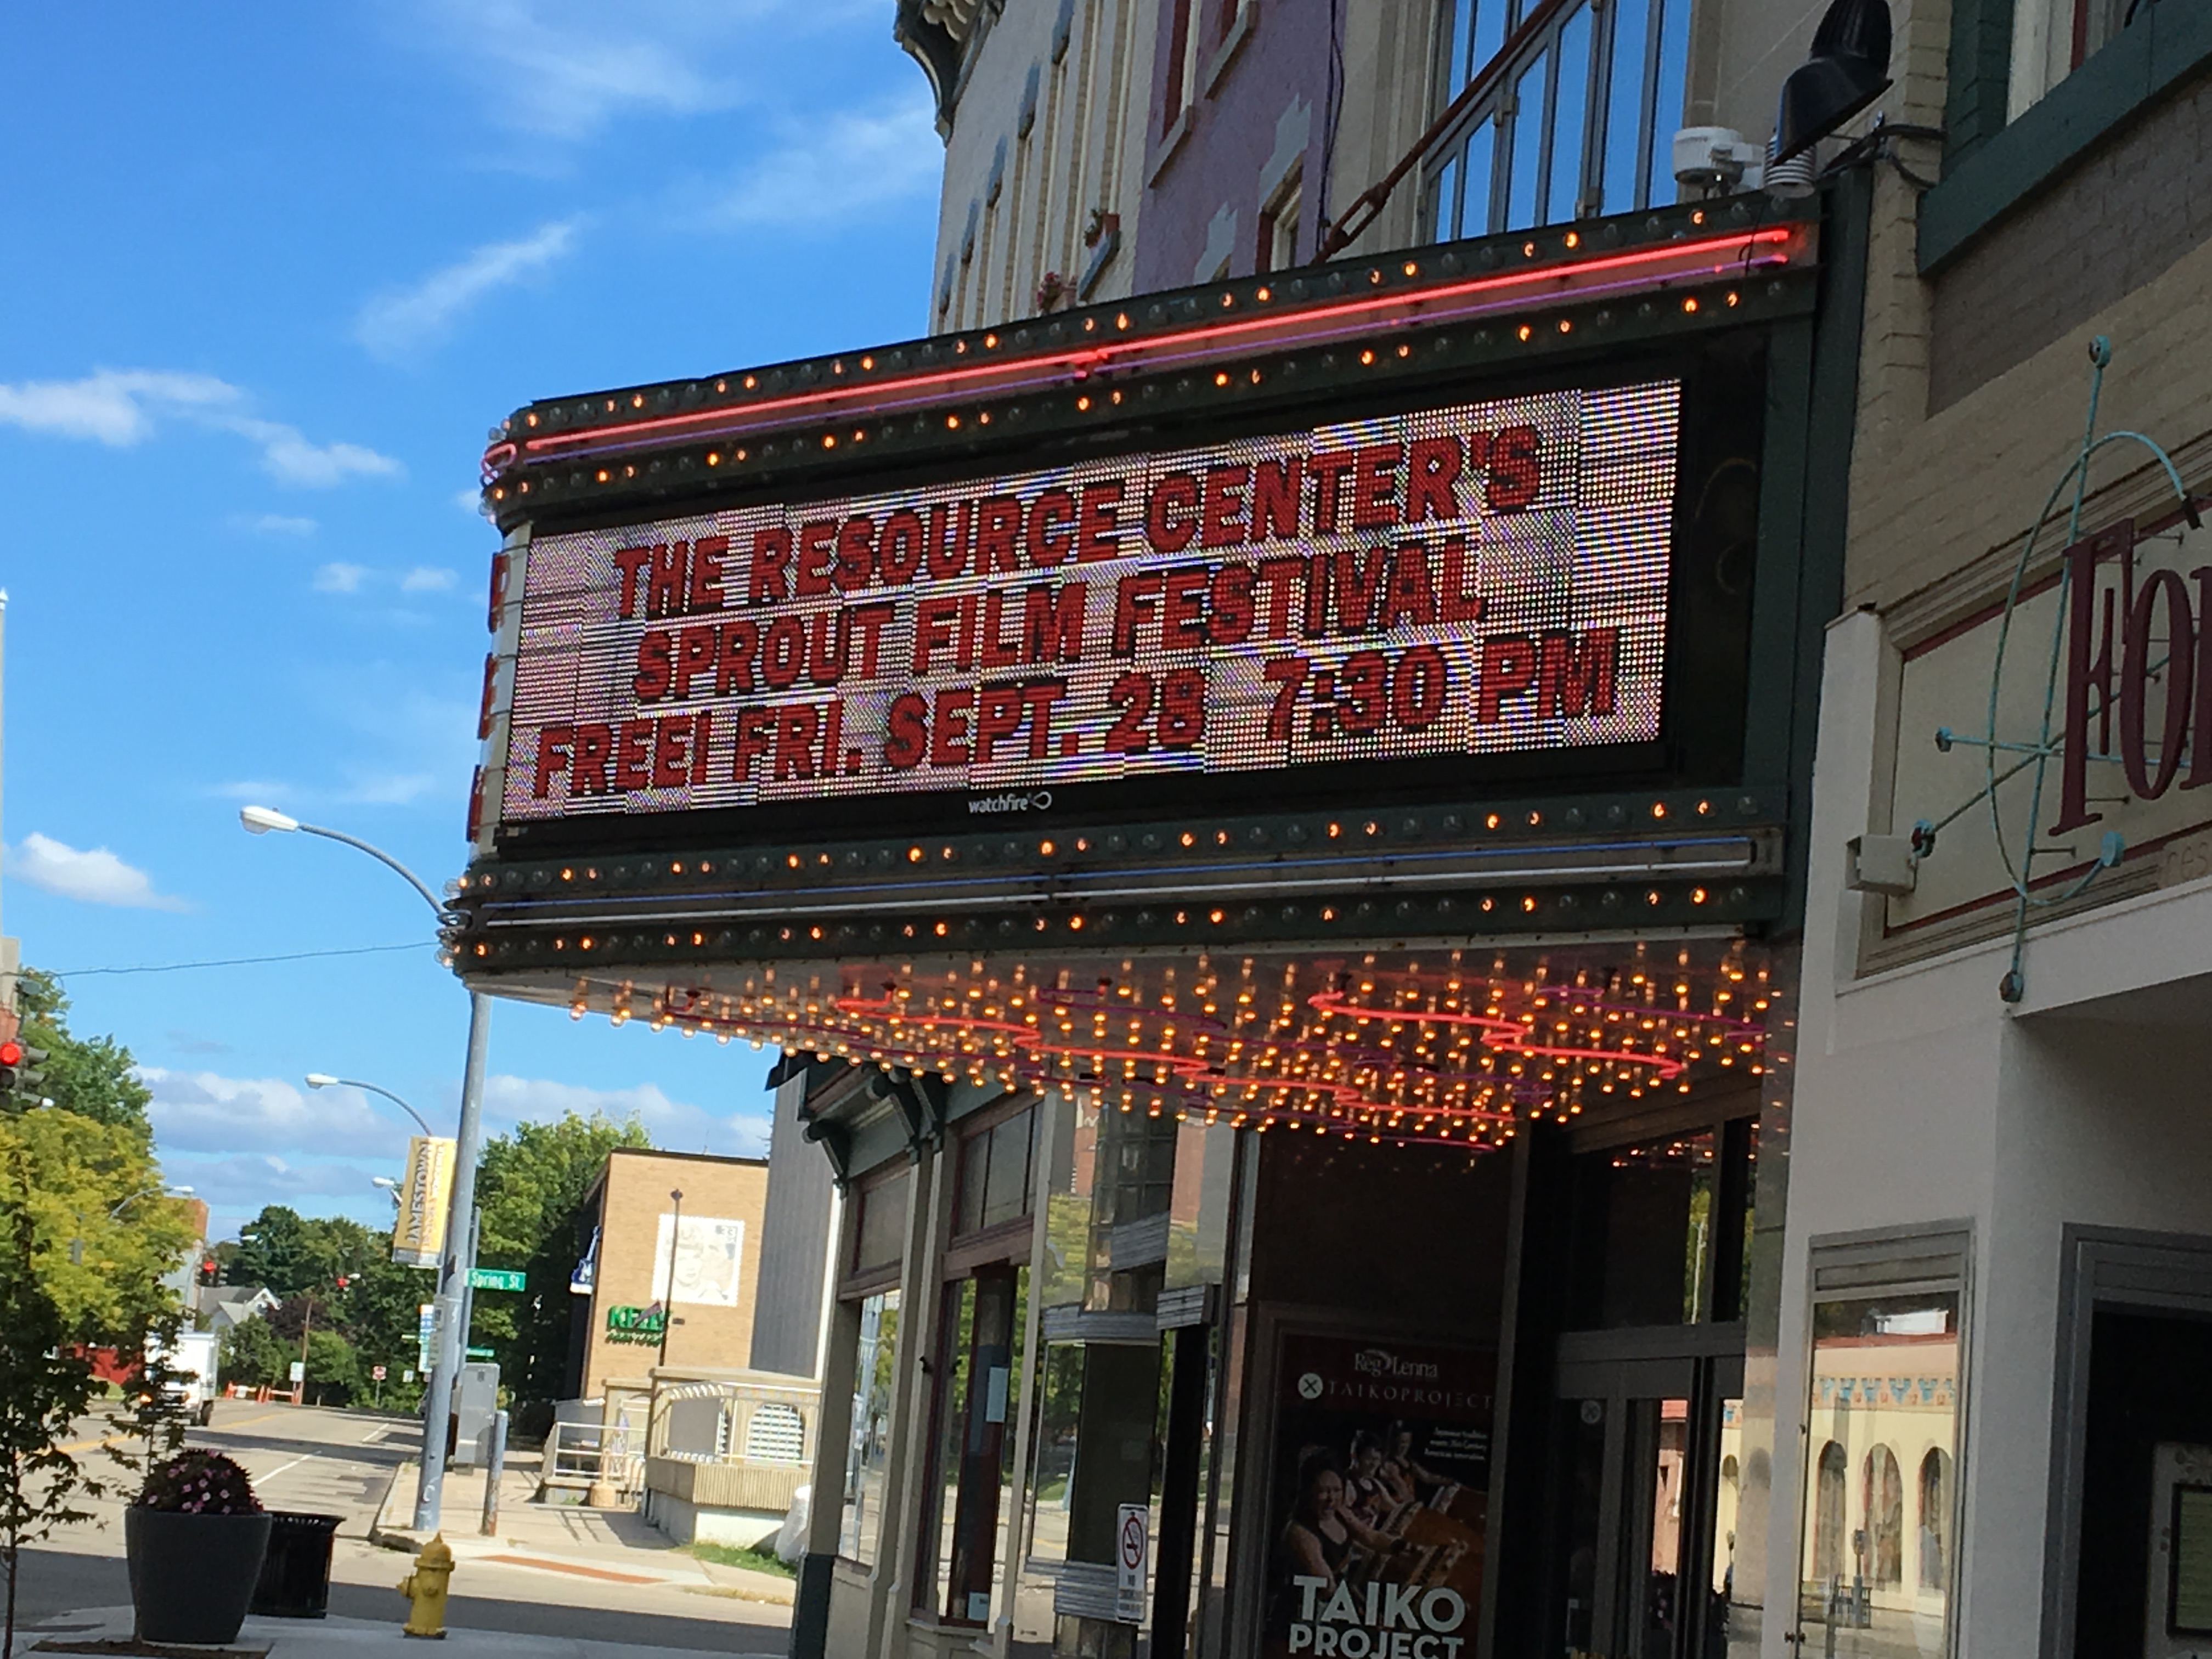 THE RESOURCE CENTER'S
SPROUT FILM FESTIVAL
FREE! FRI. SEPT. 28 7:30 PM
watchfire
JAMESTOWN
Spring St
Reg Lenna
TAIKOPROJECT
TAIKO
PROJECT